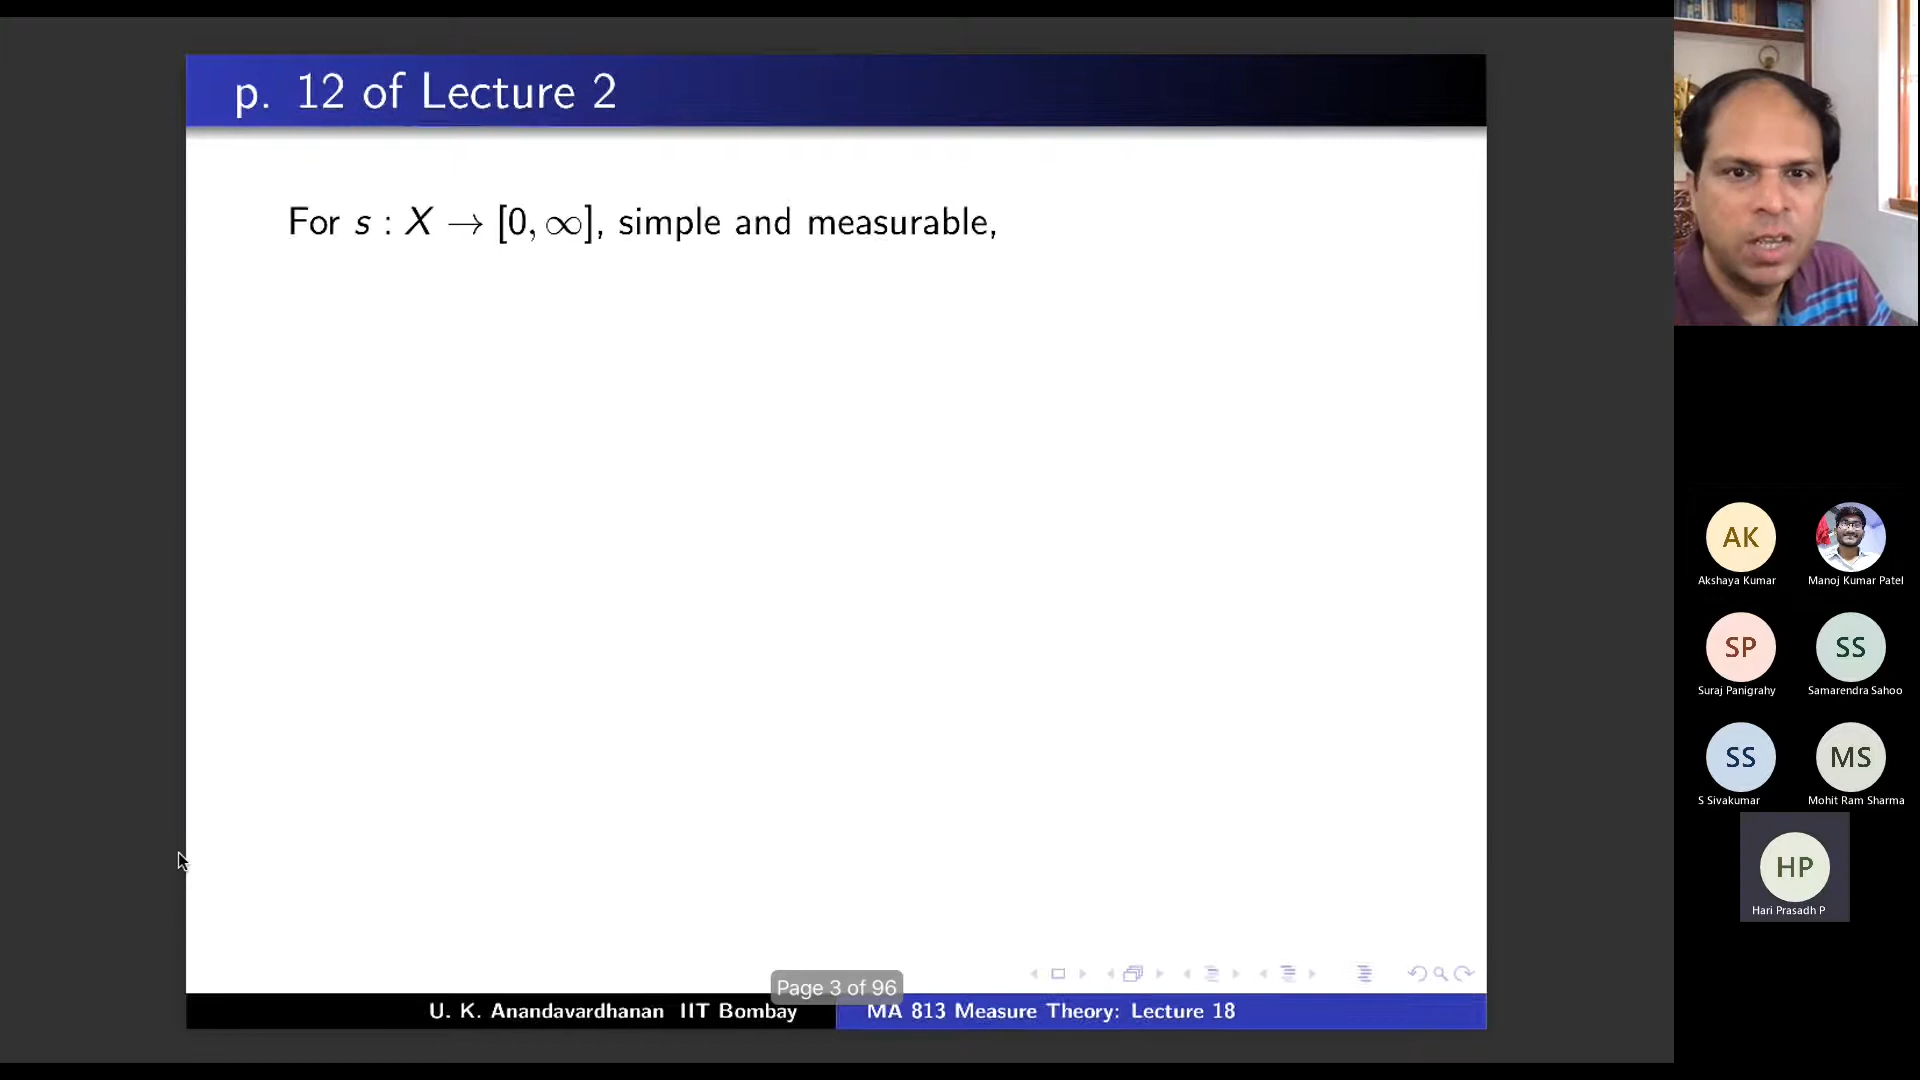 p. 12 of Lecture 2
For s : X → [0, ∞], simple and measurable,
Page 3 of 96
U. K. Anandavardhanan IIT Bombay
MA 813 Measure Theory: Lecture 18
AK
Akshaya Kumar
Manoj Kumar Patel
SP
Suraj Panigrahy
SS
Samarendra Sahoo
SS
S Sivakumar
MS
Mohit Ram Sharma
HP
Hari Prasadh P